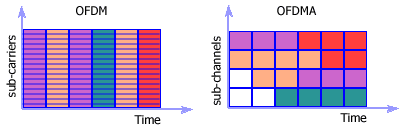 OFDM
sub-carriers
Time
OFDMA
sub-channels
Time